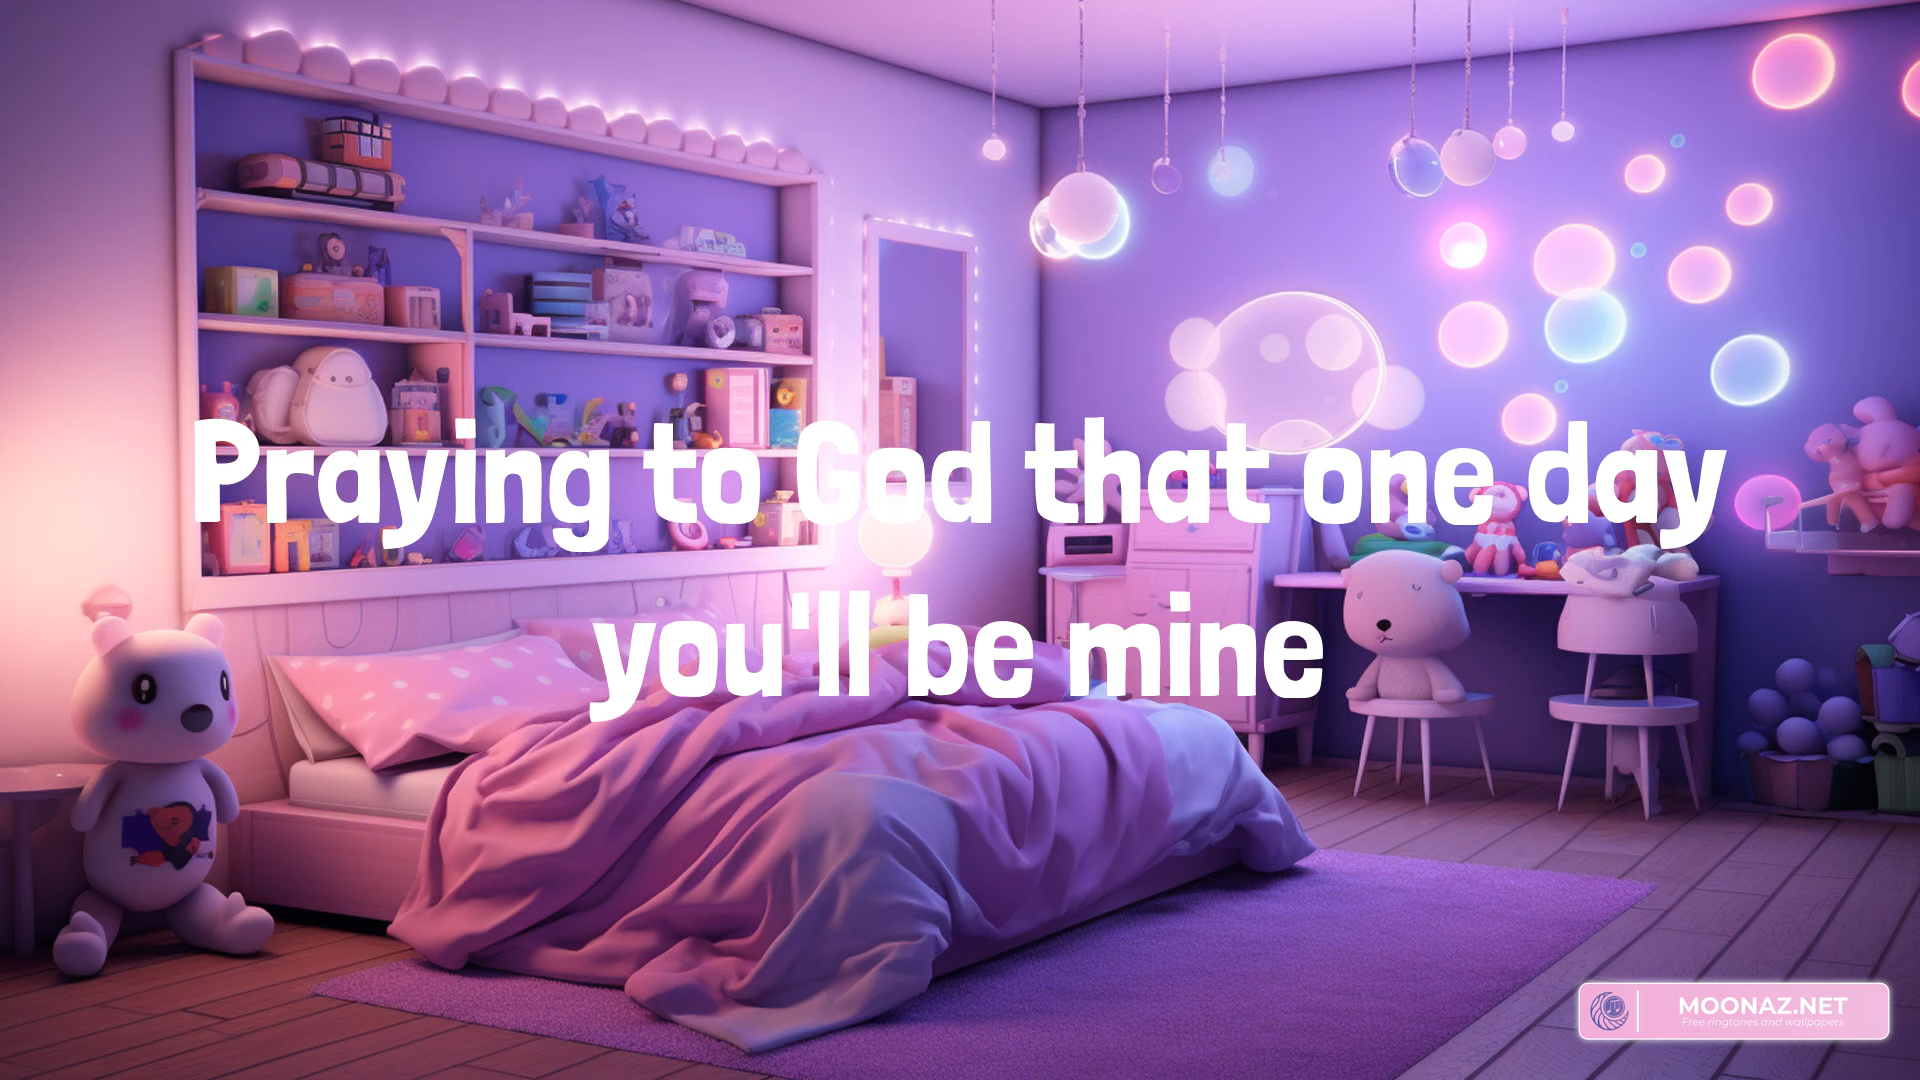 Praying to God that one day
you'll be mine
MOONAZ.NET
Free ringtones and wallpapers